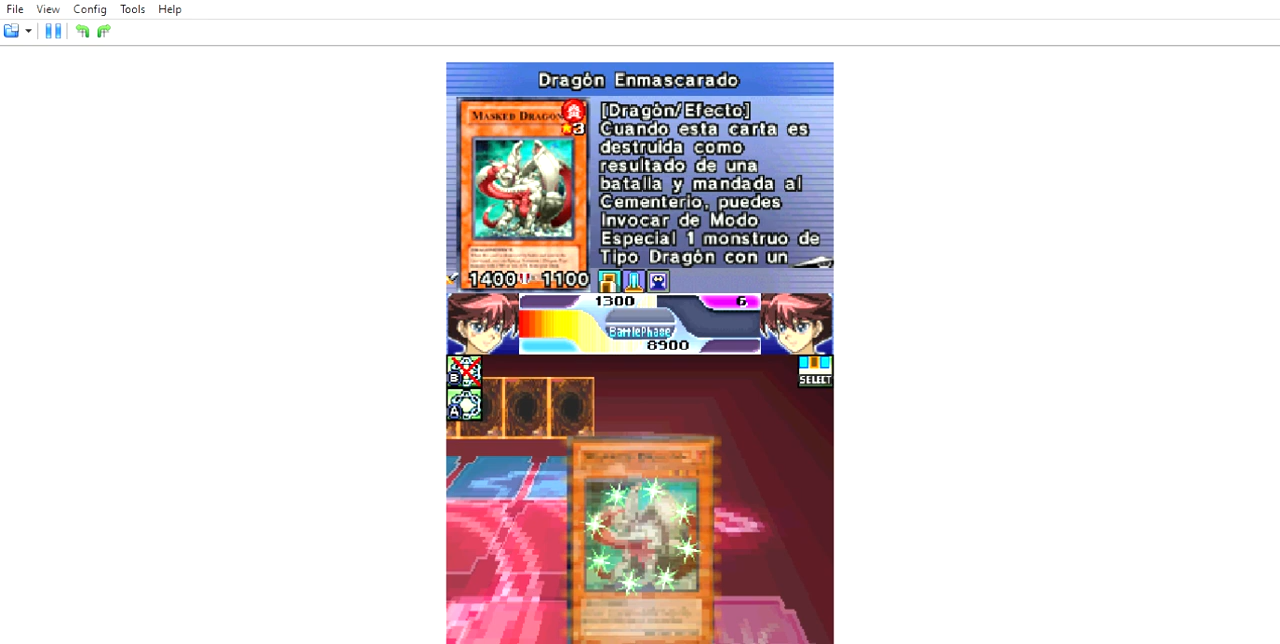 File View Config Tools Help
Dragón Enmascarado
MASKED DRAGON
3
[Dragón/Efecto]
Cuando esta carta es
destruida como
resultado de una
batalla y mandada al
Cementerio, puedes
Invocar de Modo
Especial 1 monstruo de
Tipo Dragón con un
1400 1100
1300 6
BattlePhase
8900
B
SELECT
A